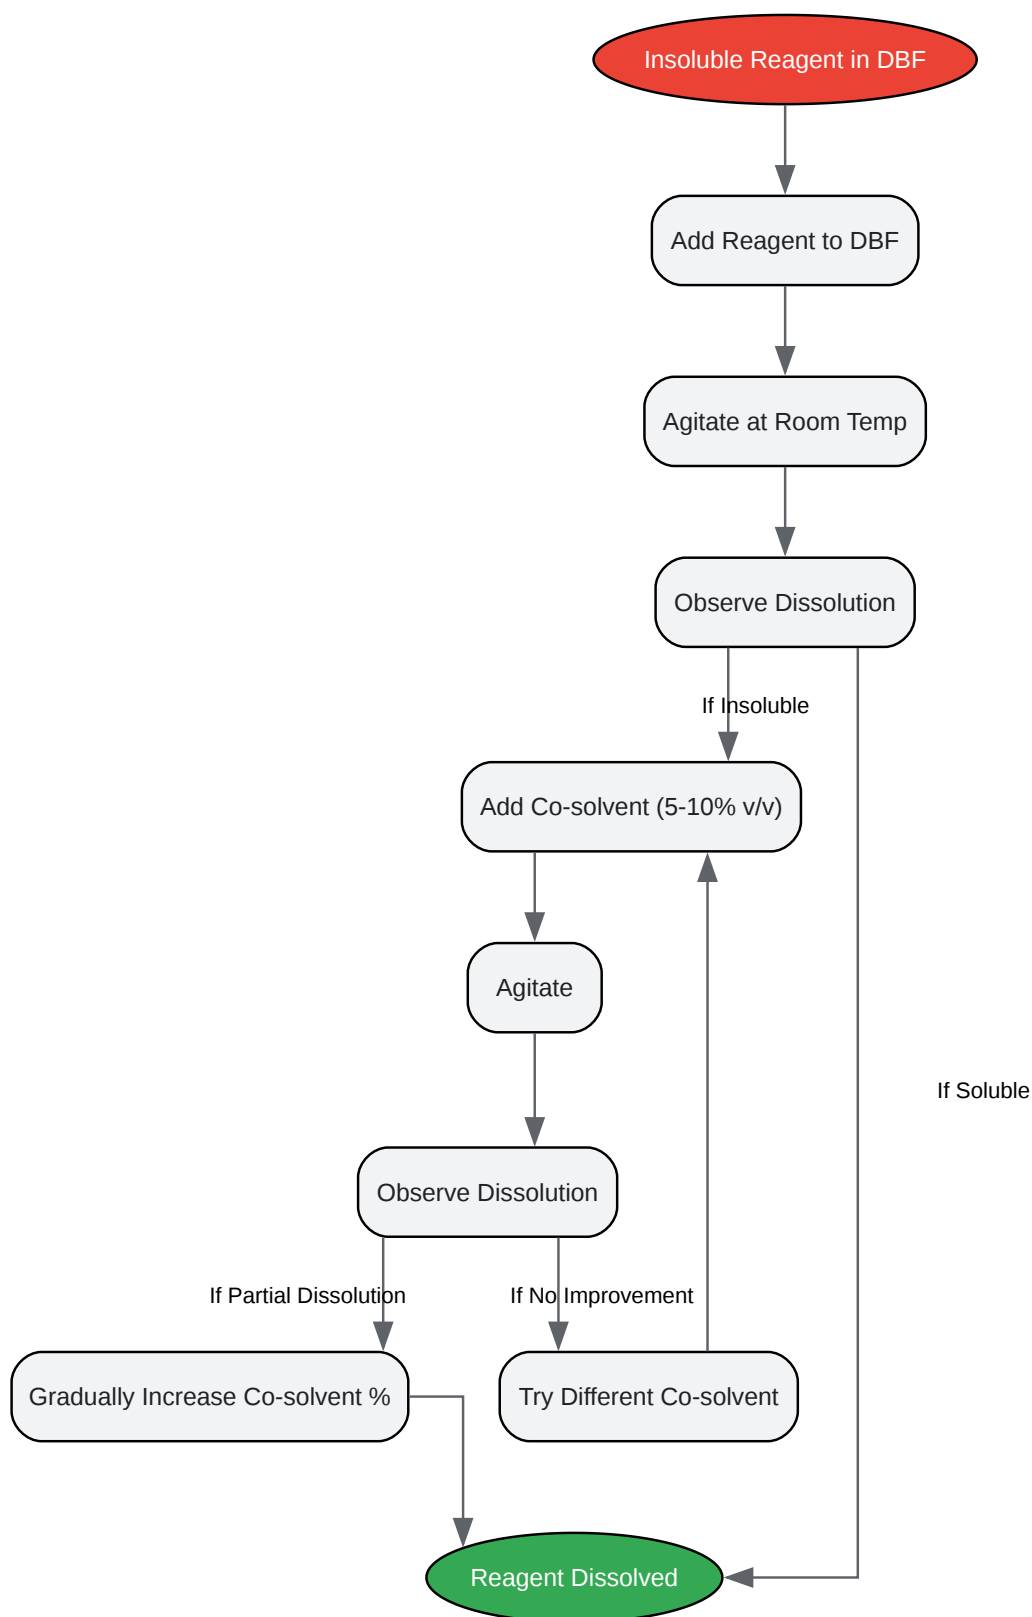 Insoluble Reagent in DBF
Add Reagent to DBF
Agitate at Room Temp
Observe Dissolution
If Insoluble
Add Co-solvent (5-10% v/v)
Agitate
If Soluble
Observe Dissolution
If Partial Dissolution
If No Improvement
Gradually Increase Co-solvent %
Try Different Co-solvent
Reagent Dissolved